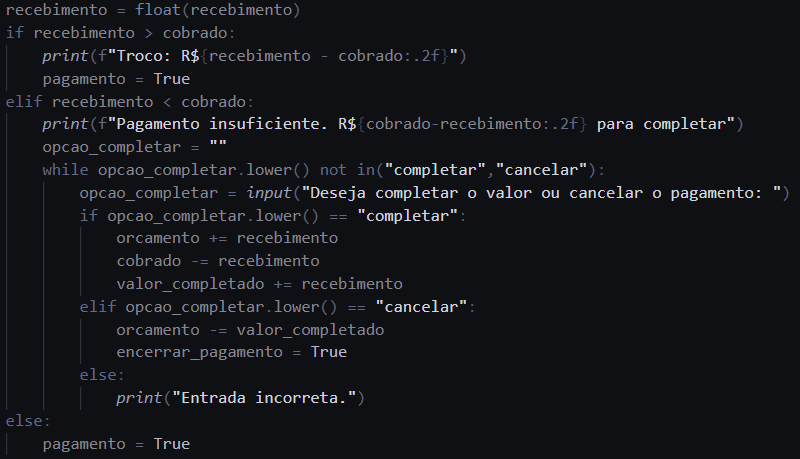 recebimento = float(recebimento)
if recebimento > cobrado:
    print(f"Troco: R${recebimento - cobrado:.2f}")
    pagamento = True
elif recebimento < cobrado:
    print(f"Pagamento insuficiente. R${cobrado-recebimento:.2f} para completar")
    opcao_completar = ""
    while opcao_completar.lower() not in("completar","cancelar"):
        opcao_completar = input("Deseja completar o valor ou cancelar o pagamento: ")
        if opcao_completar.lower() == "completar":
            orcamento += recebimento
            cobrado -= recebimento
            valor_completado += recebimento
        elif opcao_completar.lower() == "cancelar":
            orcamento -= valor_completado
            encerrar_pagamento = True
        else:
            print("Entrada incorreta.")
else:
    pagamento = True